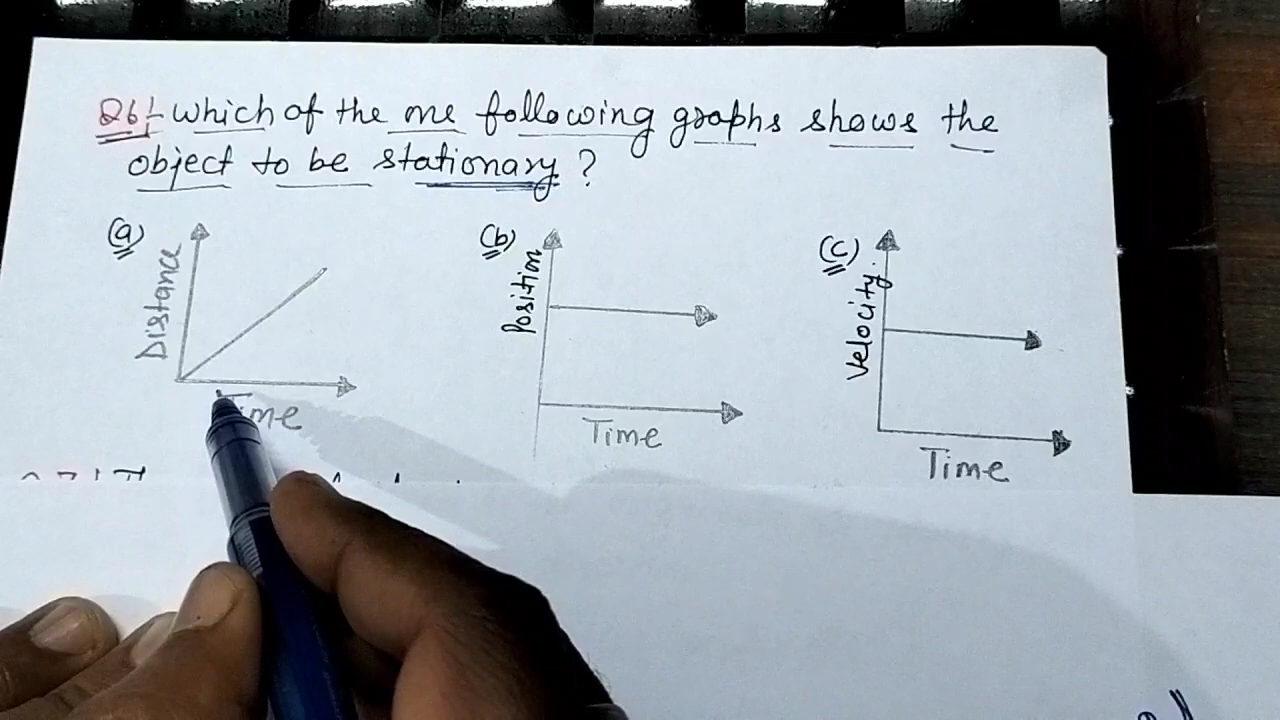 Q6!- Which of the one following graphs shows the
object to be stationary ?
(a) Distance
Time
(b) Position
Time
(c) Velocity.
Time